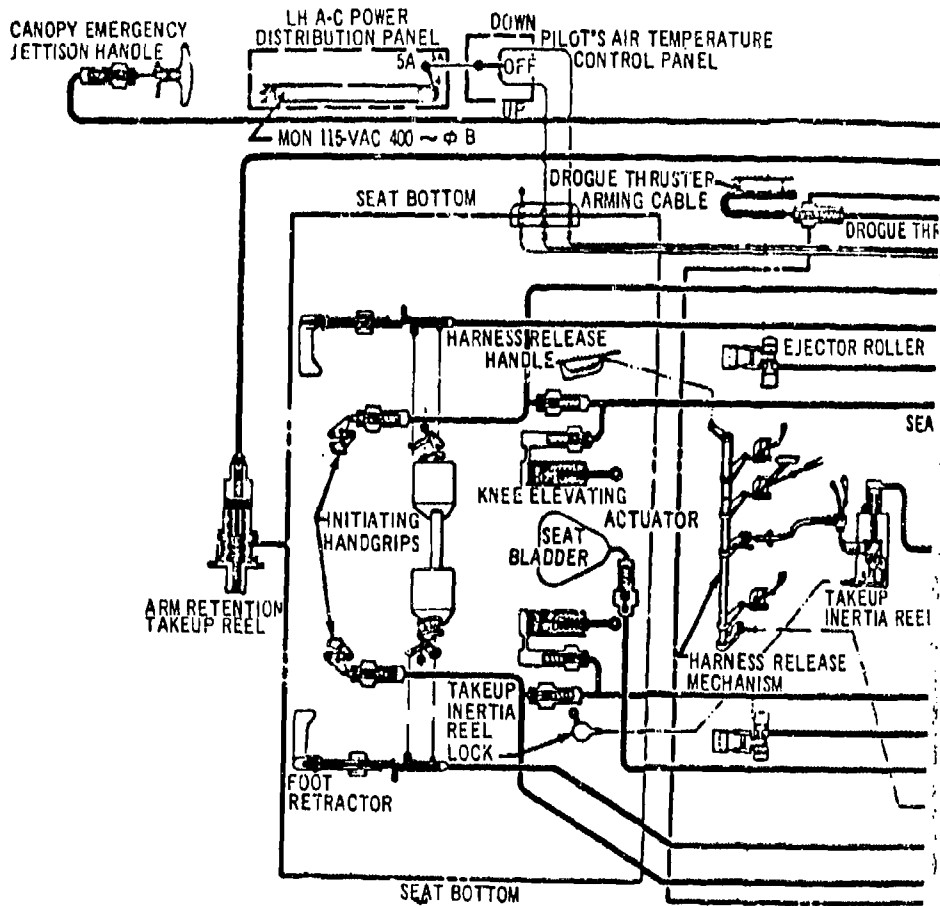 CANOPY EMERGENCY
JETTISON HANDLE
LH A-C POWER
DISTRIBUTION PANEL
5A
DOWN
OFF
UP
PILOT'S AIR TEMPERATURE
CONTROL PANEL
MON 115-VAC 400 ~ ϕ B
SEAT BOTTOM
DROGUE THRUSTER
ARMING CABLE
DROGUE THR
HARNESS RELEASE
HANDLE
EJECTOR ROLLER
SEA
KNEE ELEVATING
ACTUATOR
INITIATING
HANDGRIPS
SEAT
BLADDER
ARM RETENTION
TAKEUP REEL
TAKEUP
INERTIA REEL
HARNESS RELEASE
MECHANISM
TAKEUP
INERTIA
REEL
LOCK
FOOT
RETRACTOR
SEAT BOTTOM